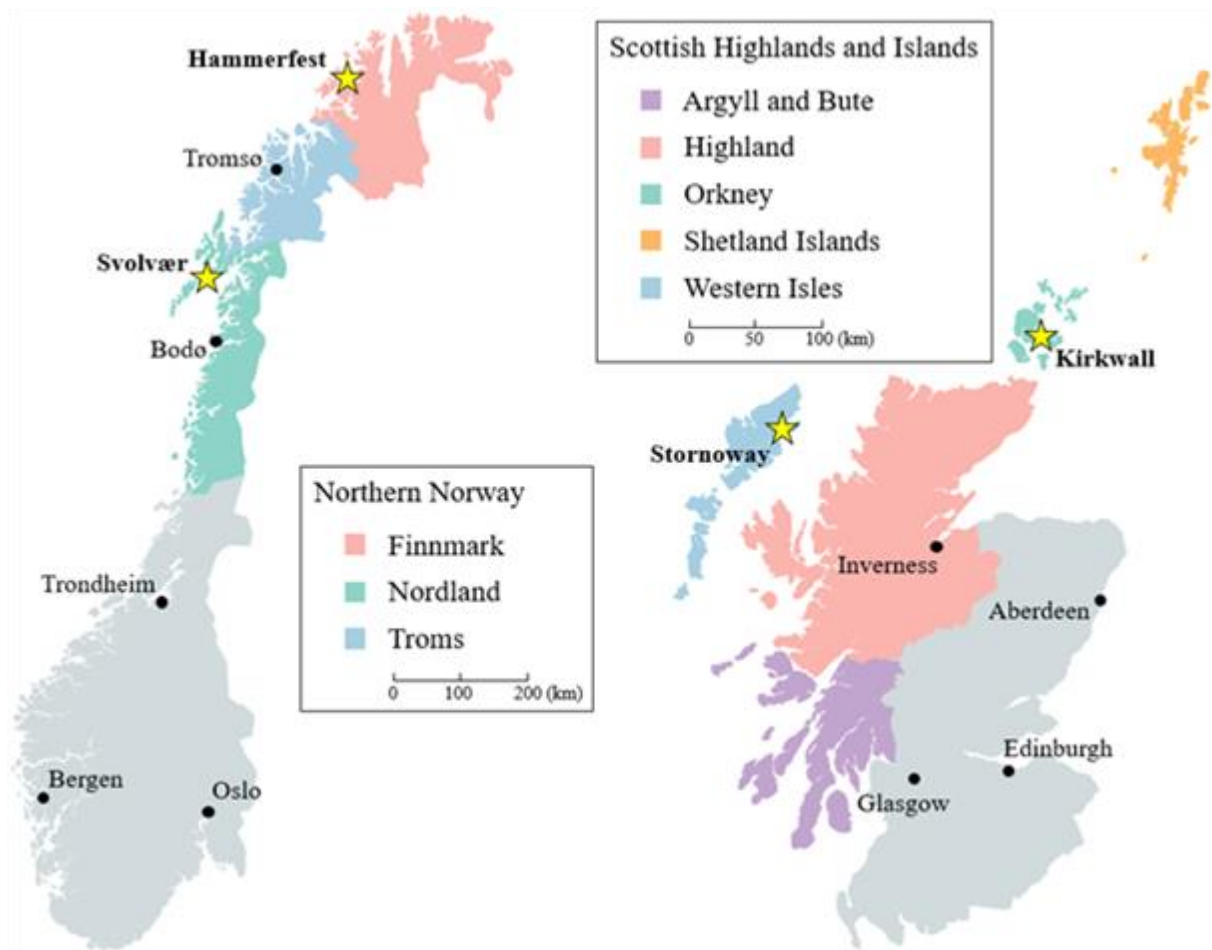 Hammerfest
Tromsø
Svolvær
Bodø
Trondheim
Bergen
Oslo
Northern Norway
Finnmark
Nordland
Troms
0 100 200 (km)
Scottish Highlands and Islands
Argyll and Bute
Highland
Orkney
Shetland Islands
Western Isles
0 50 100 (km)
Kirkwall
Stornoway
Inverness
Aberdeen
Edinburgh
Glasgow